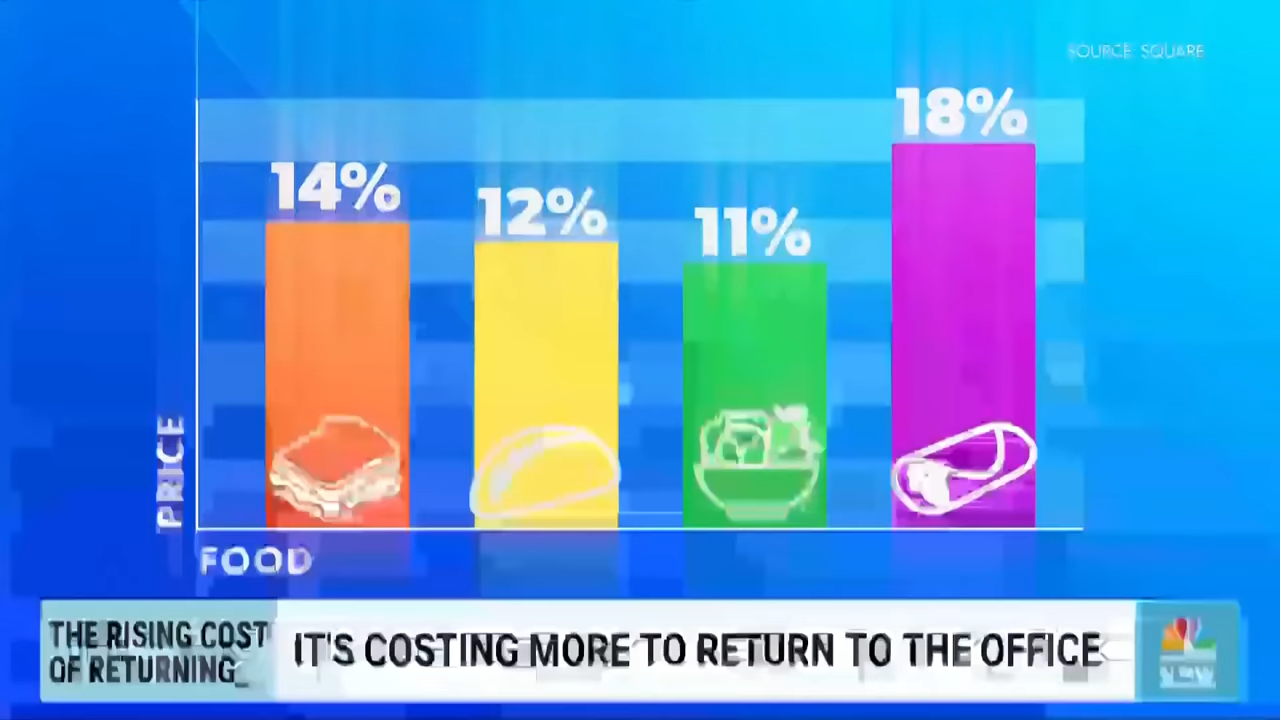 SOURCE SQUARE
18%
14%
12%
11%
PRICE
FOOD
THE RISING COST
OF RETURNING_
IT'S COSTING MORE TO RETURN TO THE OFFICE